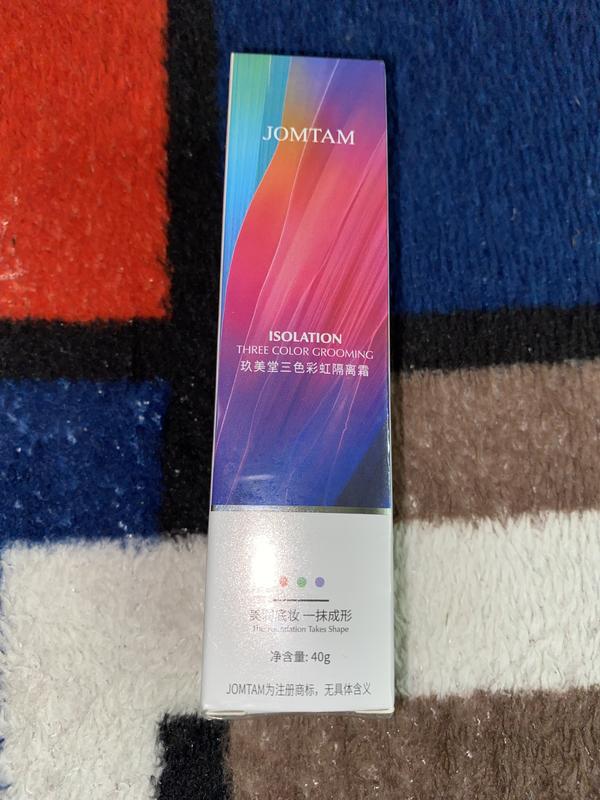 JOMTAM
ISOLATION
THREE COLOR GROOMING
玖美堂三色彩虹隔离霜
底妆 一抹成形
The Foundation Takes Shape
净含量: 40g
JOMTAM为注册商标，无具体含义